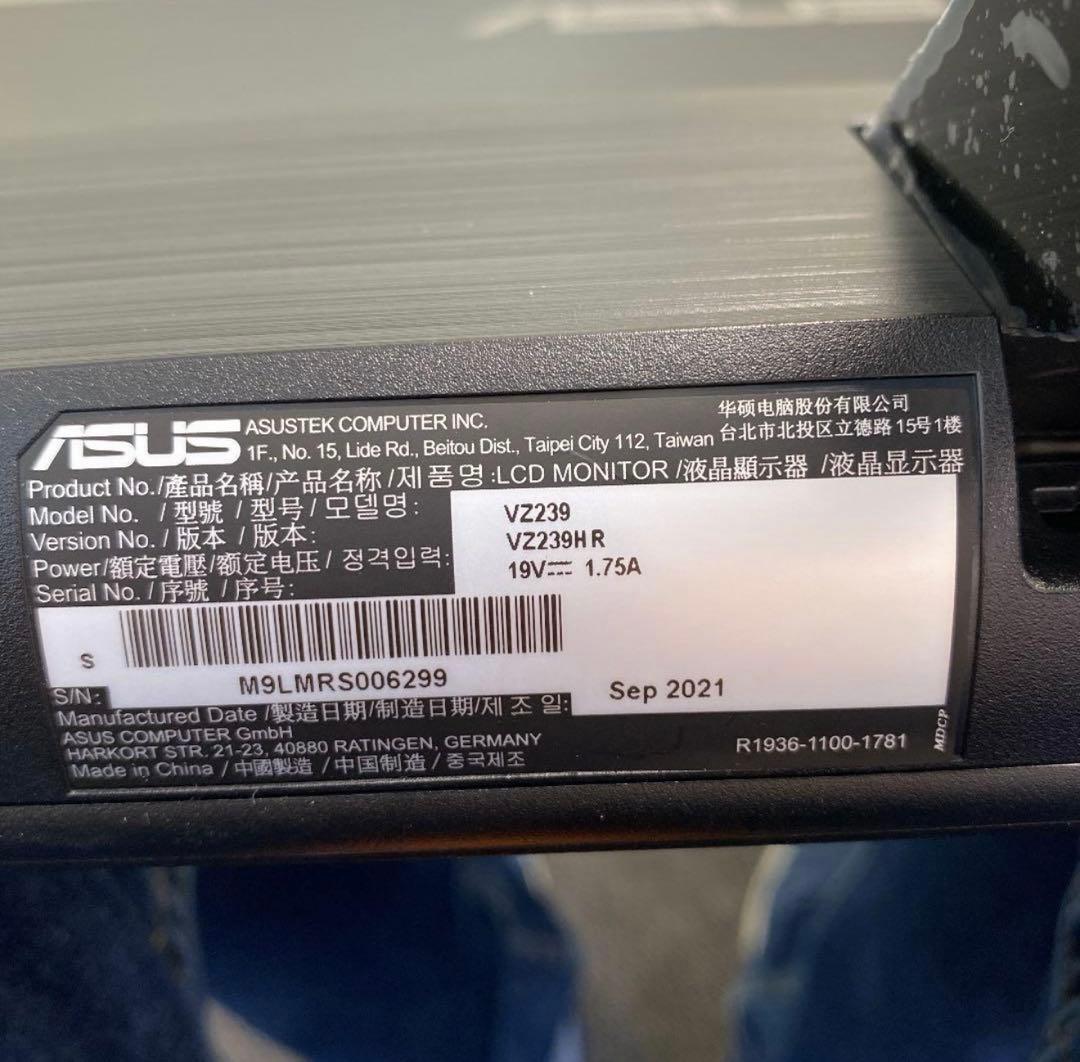 ASUS
ASUSTEK COMPUTER INC.
1F., No. 15, Lide Rd., Beitou Dist., Taipei City 112, Taiwan
华硕电脑股份有限公司
台北市北投区立德路15号1楼
Product No./產品名稱/产品名称/제품명:LCD MONITOR/液晶顯示器 /液晶显示器
Model No. / 型號 / 型号 / 모델명: VZ239
Version No. / 版本 / 版本: VZ239HR
Power/額定電壓/额定电压/ 정격입력: 19V⎓ 1.75A
Serial No. / 序號 / 序号:
S
S/N: M9LMRS006299
Manufactured Date /製造日期/制造日期/제 조 일: Sep 2021
ASUS COMPUTER GmbH
HARKORT STR. 21-23, 40880 RATINGEN, GERMANY
Made in China / 中國製造 / 中国制造 / 중국제조
R1936-1100-1781
MDCP